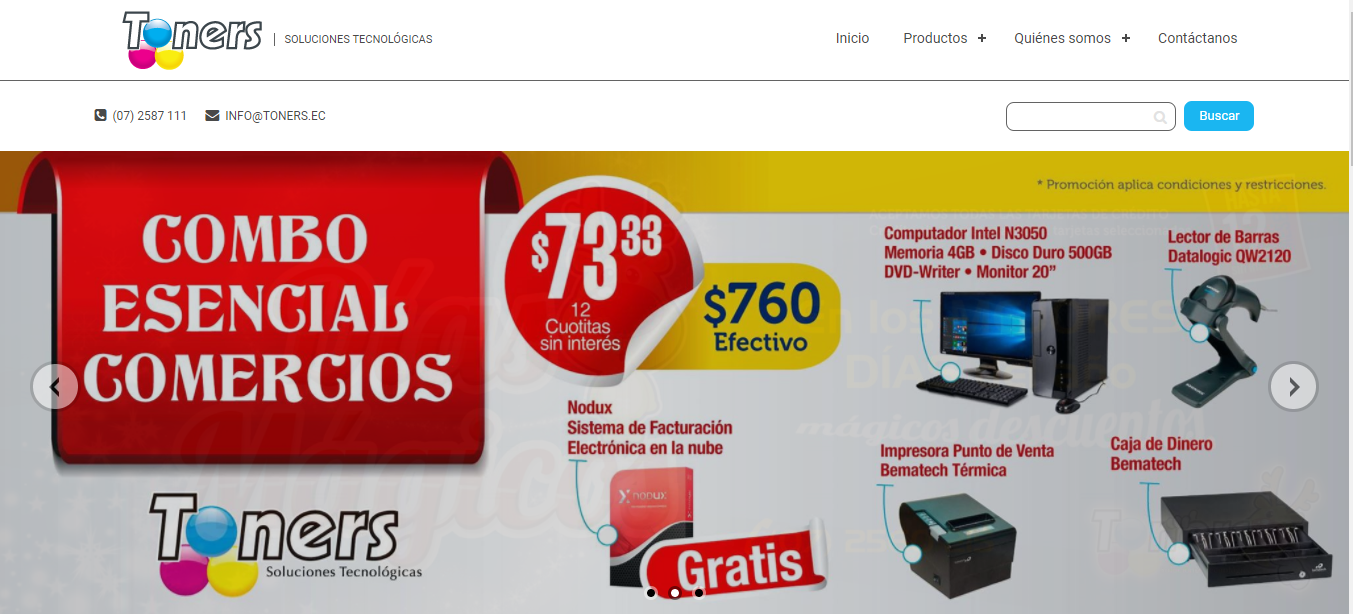 Toners
| SOLUCIONES TECNOLÓGICAS
Inicio
Productos +
Quiénes somos +
Contáctanos
(07) 2587 111
INFO@TONERS.EC
Buscar
* Promoción aplica condiciones y restricciones.
COMBO
ESENCIAL
COMERCIOS
$73.33
12
Cuotitas
sin interés
$760
Efectivo
Computador Intel N3050
Memoria 4GB • Disco Duro 500GB
DVD-Writer • Monitor 20”
Lector de Barras
Datalogic QW2120
Nodux
Sistema de Facturación
Electrónica en la nube
nodux
Gratis
Impresora Punto de Venta
Bematech Térmica
Caja de Dinero
Bematech
mágicos descuentos
Toners
Soluciones Tecnológicas